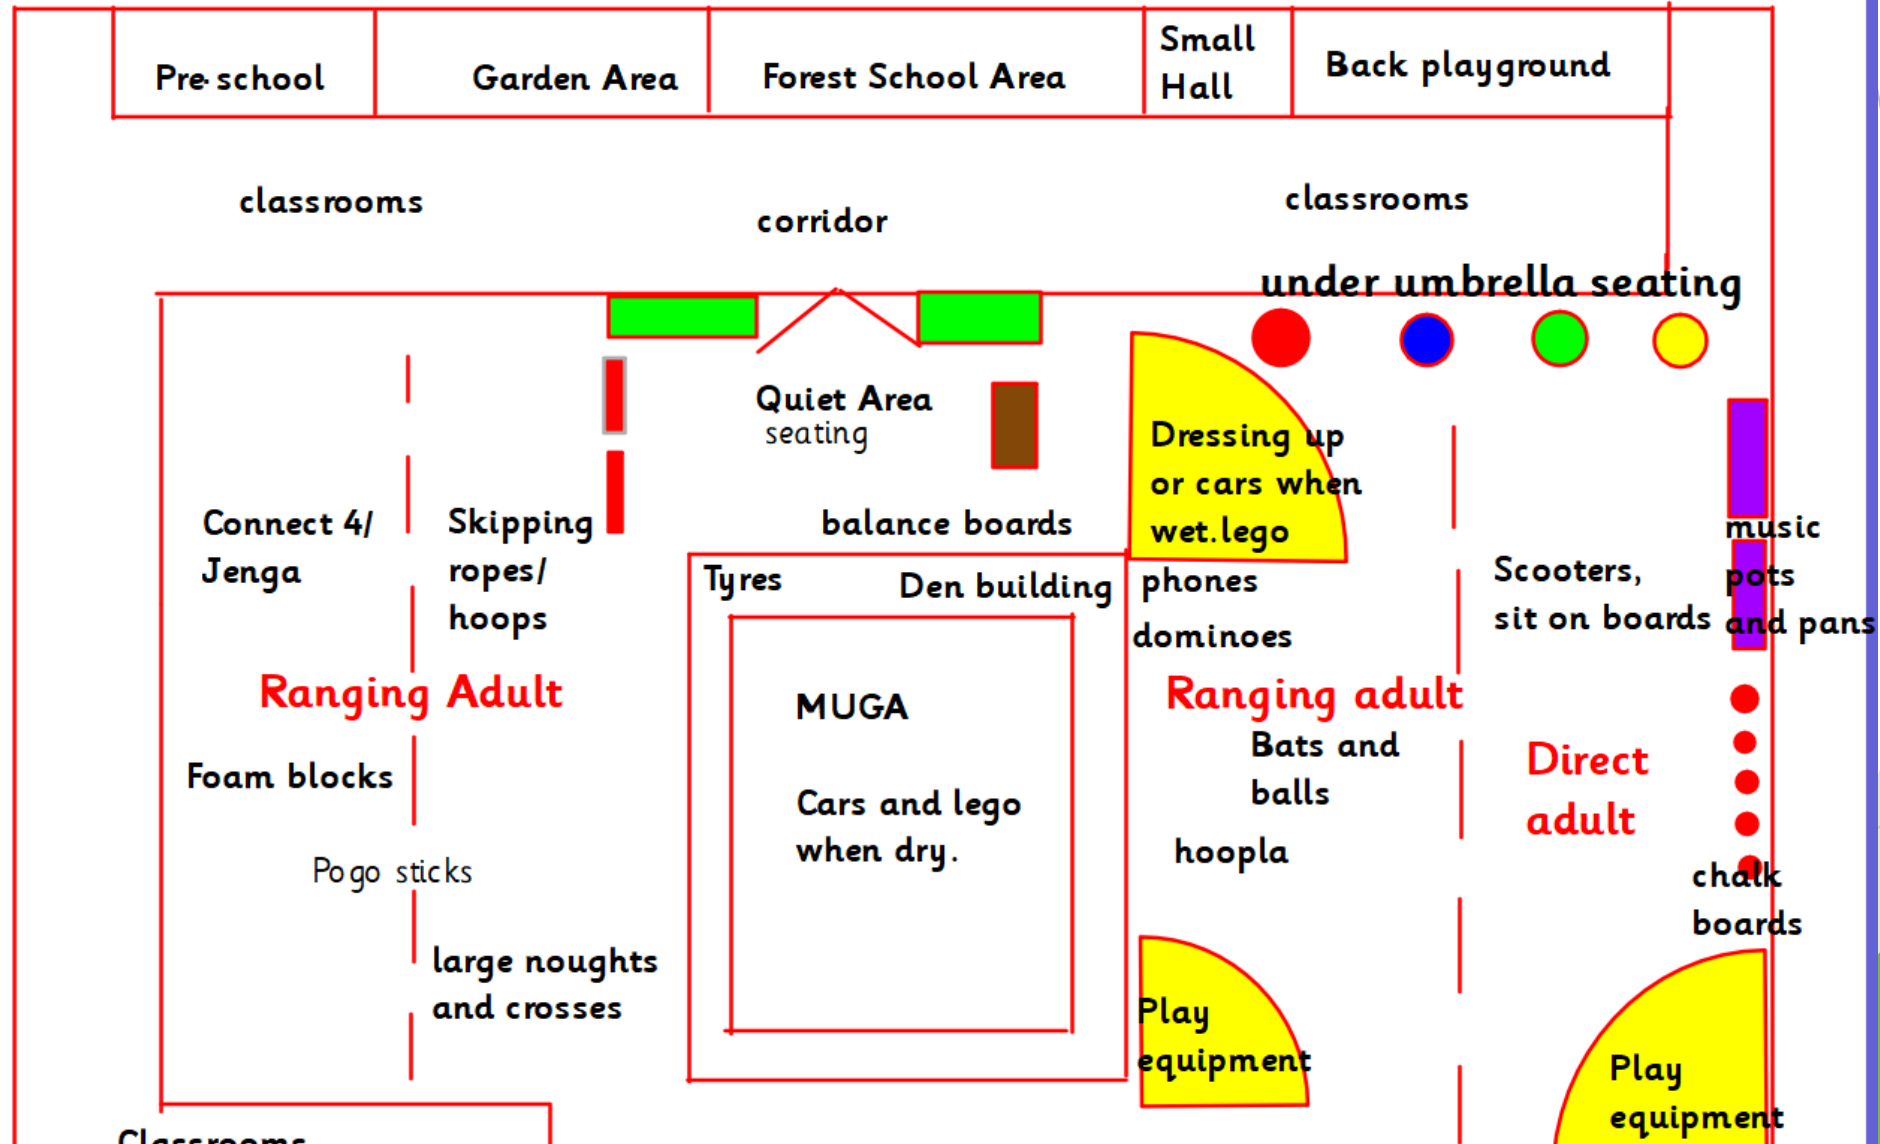 Pre-school
Garden Area
Forest School Area
Small
Hall
Back playground
classrooms
corridor
classrooms
under umbrella seating
Quiet Area
seating
Dressing up
or cars when
wet.lego
Connect 4/
Jenga
Skipping
ropes/
hoops
balance boards
music
pots
and pans
Scooters,
sit on boards
Tyres
Den building
phones
dominoes
Ranging Adult
MUGA
Ranging adult
Bats and
balls
Direct
adult
Foam blocks
Cars and lego
when dry.
hoopla
Pogo sticks
chalk
boards
large noughts
and crosses
Play
equipment
Play
equipment
Classrooms